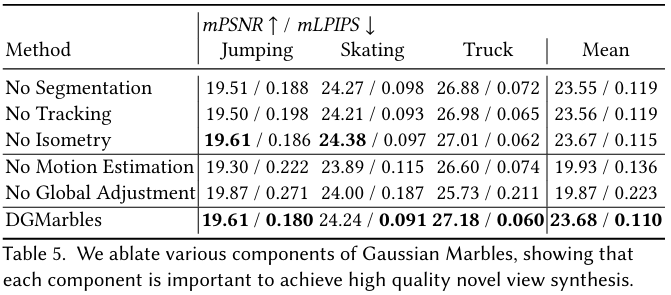 mPSNR ↑ / mLPIPS ↓
Method Jumping Skating Truck Mean
No Segmentation 19.51 / 0.188 24.27 / 0.098 26.88 / 0.072 23.55 / 0.119
No Tracking 19.50 / 0.198 24.21 / 0.093 26.98 / 0.065 23.56 / 0.119
No Isometry 19.61 / 0.186 24.38 / 0.097 27.01 / 0.062 23.67 / 0.115
No Motion Estimation 19.30 / 0.222 23.89 / 0.115 26.60 / 0.074 19.93 / 0.136
No Global Adjustment 19.87 / 0.271 24.00 / 0.187 25.73 / 0.211 19.87 / 0.223
DGMarbles 19.61 / 0.180 24.24 / 0.091 27.18 / 0.060 23.68 / 0.110
Table 5. We ablate various components of Gaussian Marbles, showing that
each component is important to achieve high quality novel view synthesis.